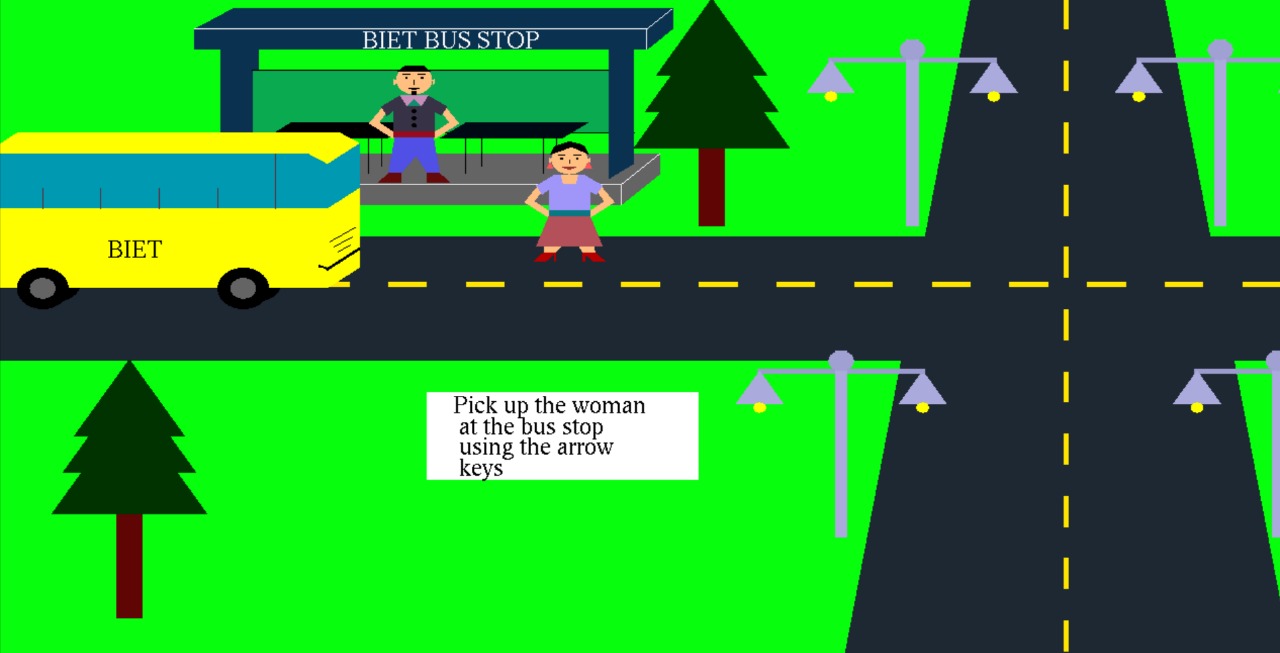 BIET BUS STOP
BIET
Pick up the woman
at the bus stop
using the arrow
keys